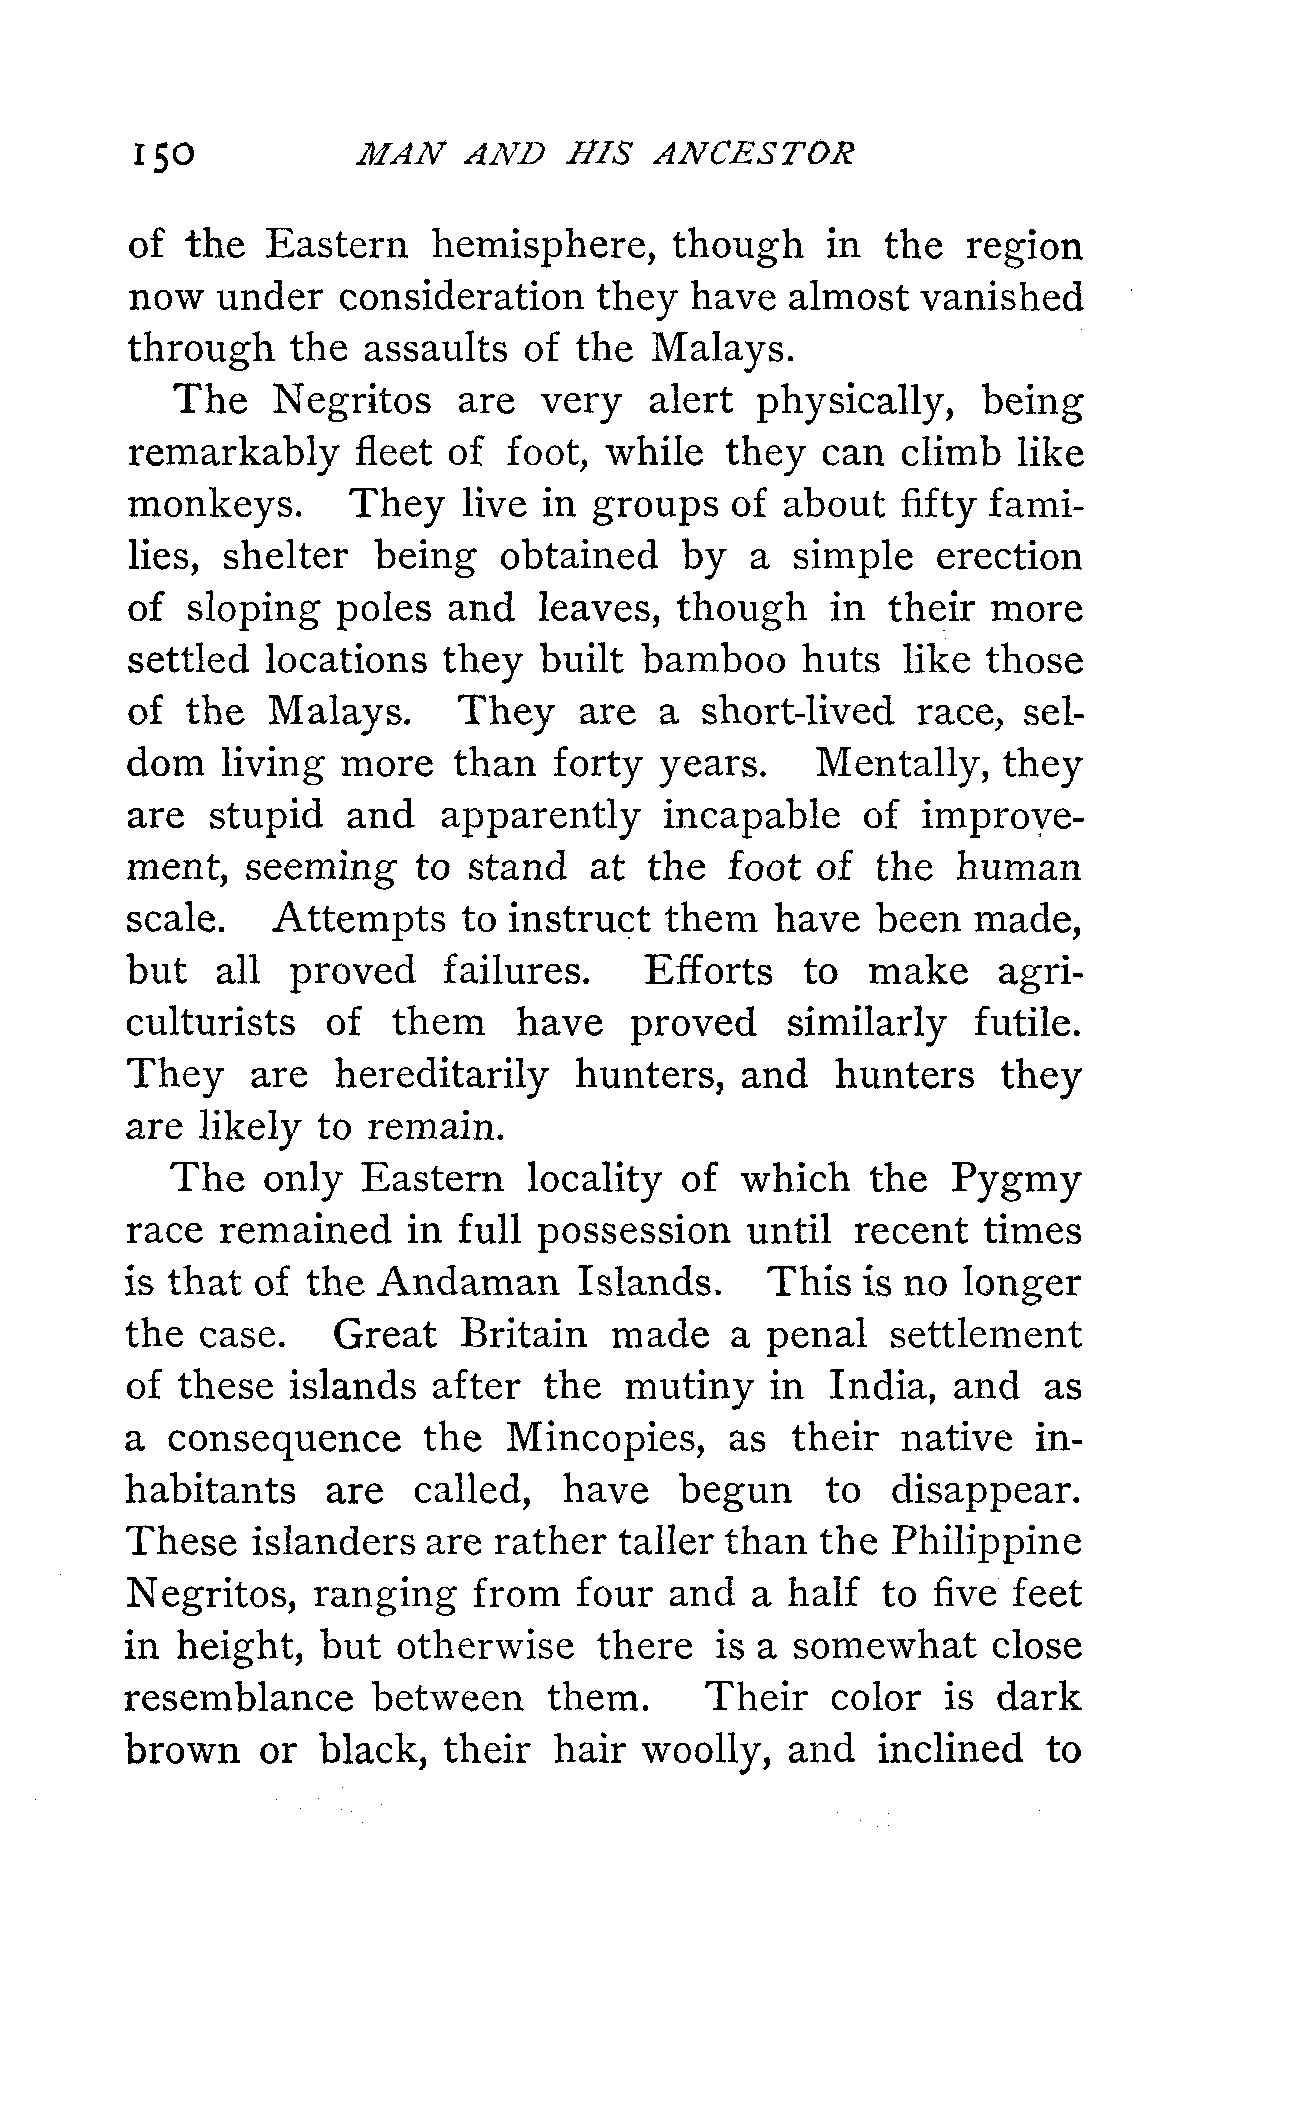 150 MAN AND HIS ANCESTOR
of the Eastern hemisphere, though in the region
now under consideration they have almost vanished
through the assaults of the Malays.
The Negritos are very alert physically, being
remarkably fleet of foot, while they can climb like
monkeys. They live in groups of about fifty fami-
lies, shelter being obtained by a simple erection
of sloping poles and leaves, though in their more
settled locations they built bamboo huts like those
of the Malays. They are a short-lived race, sel-
dom living more than forty years. Mentally, they
are stupid and apparently incapable of improve-
ment, seeming to stand at the foot of the human
scale. Attempts to instruct them have been made,
but all proved failures. Efforts to make agri-
culturists of them have proved similarly futile.
They are hereditarily hunters, and hunters they
are likely to remain.
The only Eastern locality of which the Pygmy
race remained in full possession until recent times
is that of the Andaman Islands. This is no longer
the case. Great Britain made a penal settlement
of these islands after the mutiny in India, and as
a consequence the Mincopies, as their native in-
habitants are called, have begun to disappear.
These islanders are rather taller than the Philippine
Negritos, ranging from four and a half to five feet
in height, but otherwise there is a somewhat close
resemblance between them. Their color is dark
brown or black, their hair woolly, and inclined to